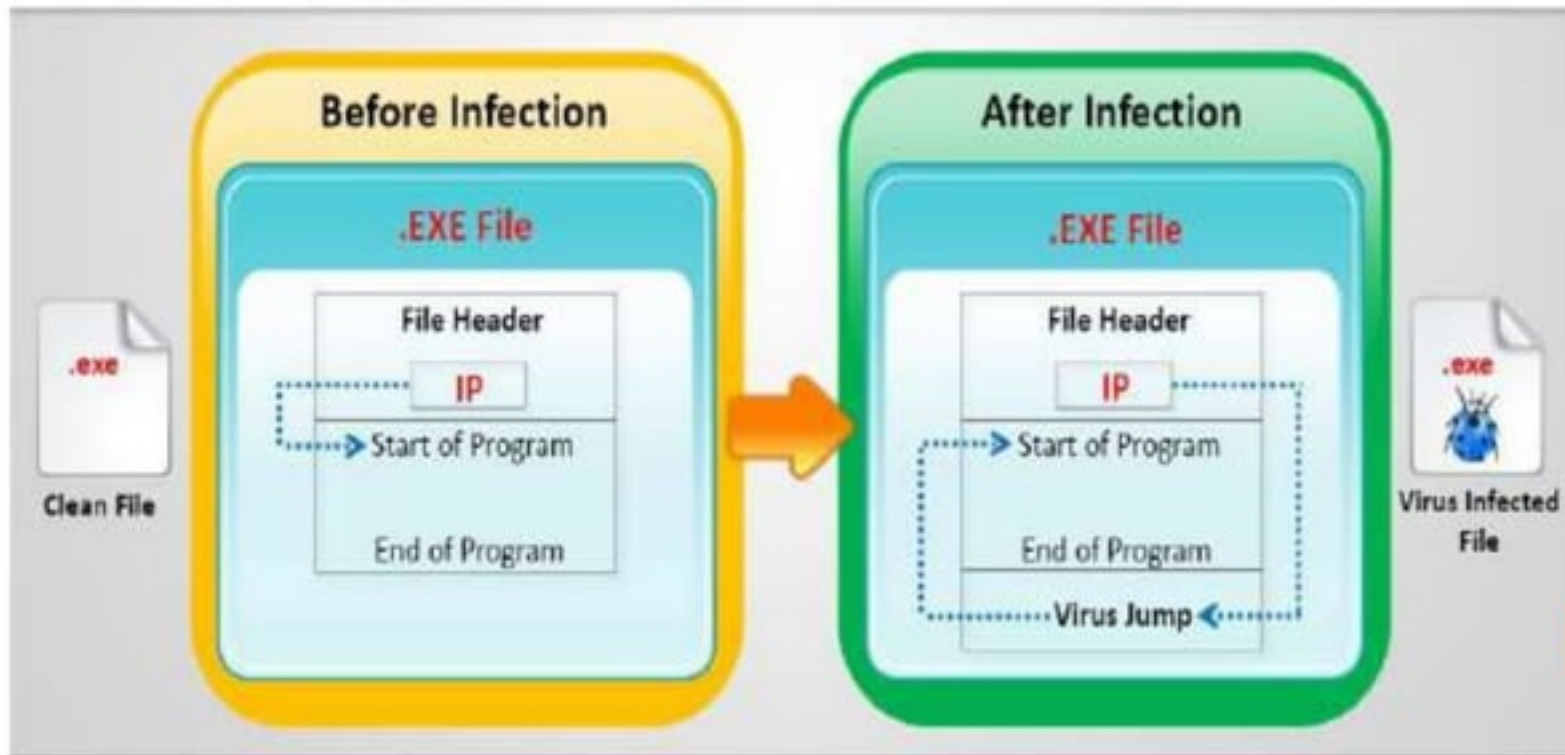 Before Infection
.EXE File
File Header
IP
Start of Program
End of Program
.exe
Clean File
After Infection
.EXE File
File Header
IP
Start of Program
End of Program
Virus Jump
.exe
Virus Infected
File